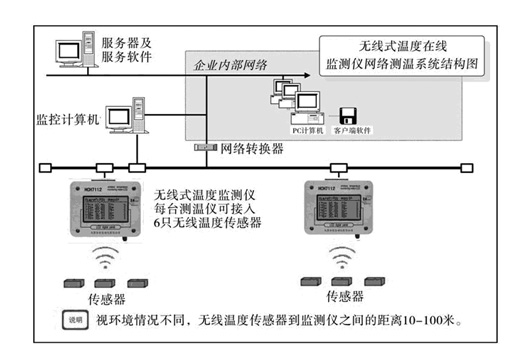 服务器及
服务软件
企业内部网络
无线式温度在线
监测仪网络测温系统结构图
监控计算机
PC计算机
客户端软件
网络转换器
无线式温度监测仪
每台测温仪可接入
6只无线温度传感器
HCNT112
HCNT112
传感器
传感器
说明
视环境情况不同，无线温度传感器到监测仪之间的距离10-100米。